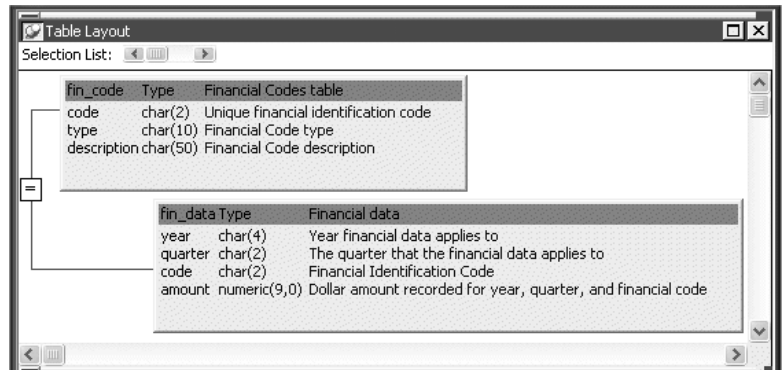 Table Layout
Selection List:
fin_code Type Financial Codes table
code char(2) Unique financial identification code
type char(10) Financial Code type
description char(50) Financial Code description
=
fin_data Type Financial data
year char(4) Year financial data applies to
quarter char(2) The quarter that the financial data applies to
code char(2) Financial Identification Code
amount numeric(9,0) Dollar amount recorded for year, quarter, and financial code